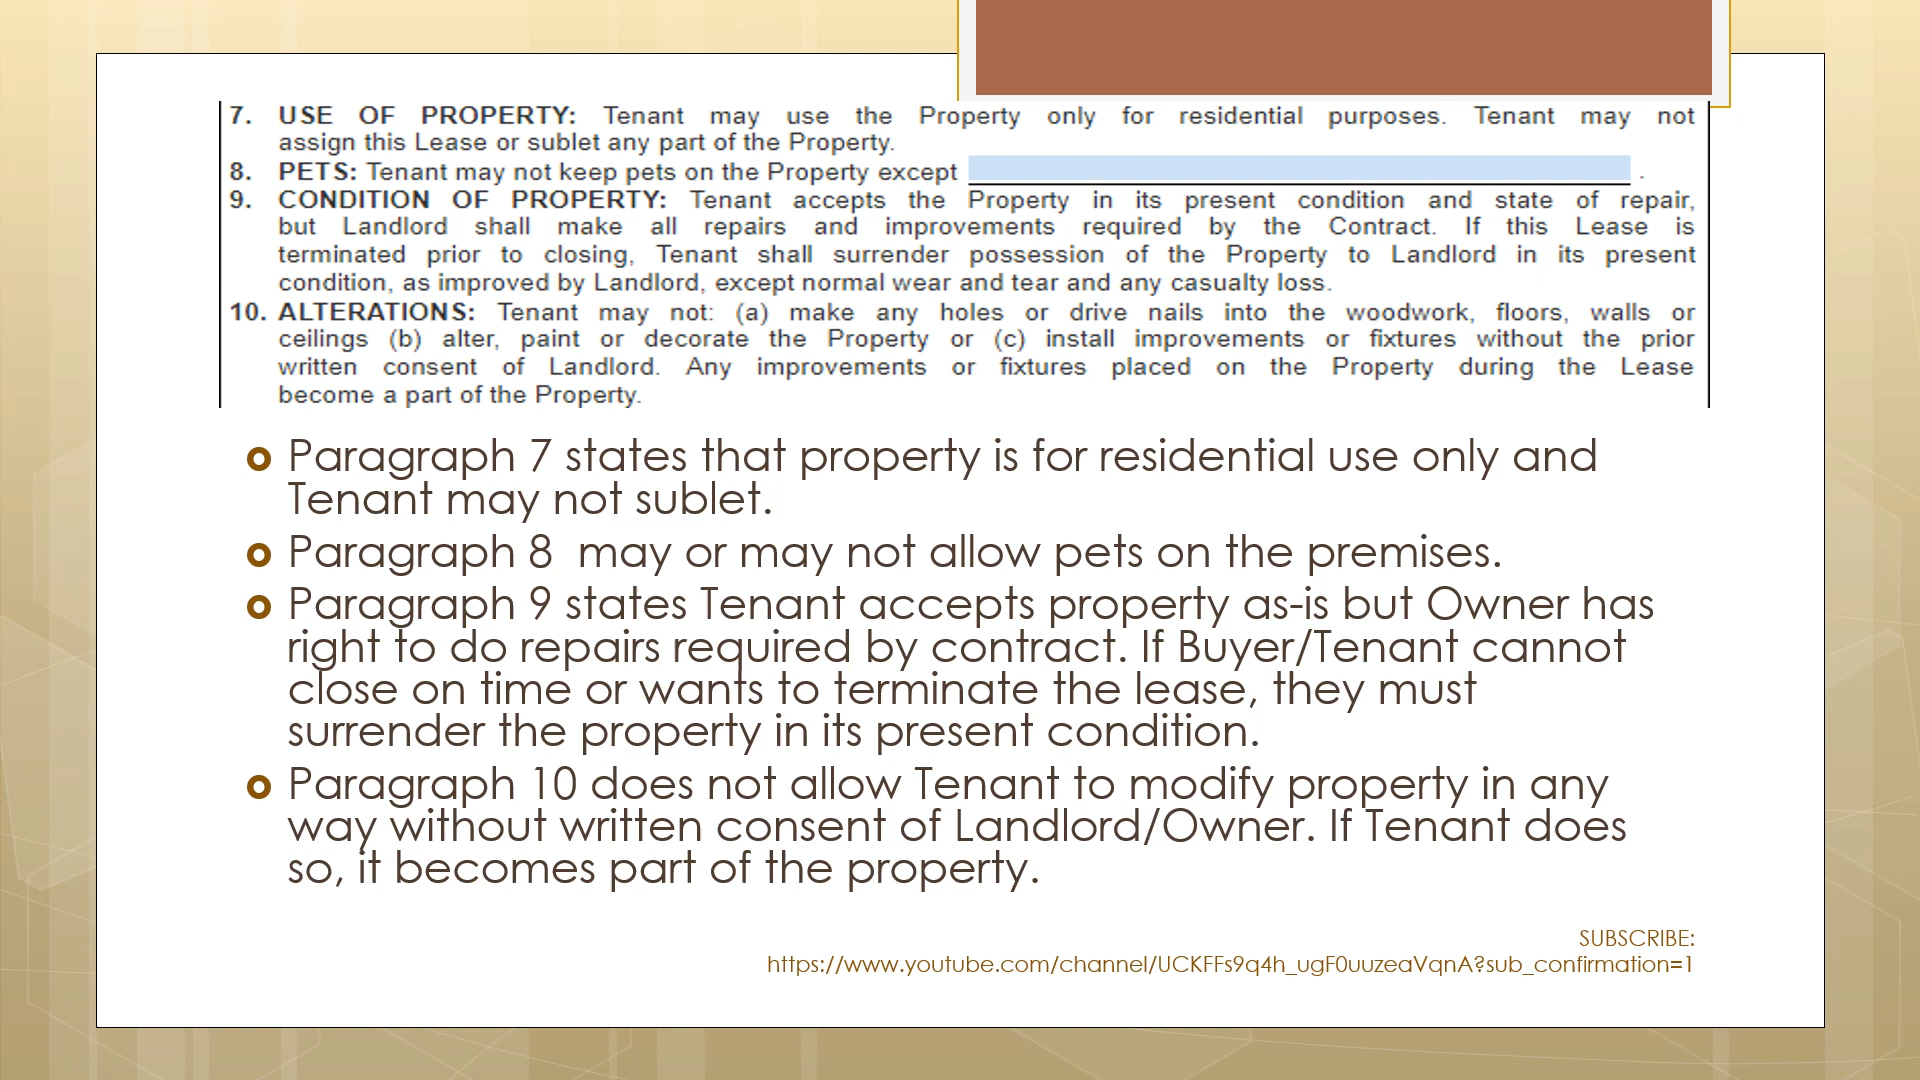 7. USE OF PROPERTY: Tenant may use the Property only for residential purposes. Tenant may not
assign this Lease or sublet any part of the Property.
8. PETS: Tenant may not keep pets on the Property except .
9. CONDITION OF PROPERTY: Tenant accepts the Property in its present condition and state of repair,
but Landlord shall make all repairs and improvements required by the Contract. If this Lease is
terminated prior to closing, Tenant shall surrender possession of the Property to Landlord in its present
condition, as improved by Landlord, except normal wear and tear and any casualty loss.
10. ALTERATIONS: Tenant may not: (a) make any holes or drive nails into the woodwork, floors, walls or
ceilings (b) alter, paint or decorate the Property or (c) install improvements or fixtures without the prior
written consent of Landlord. Any improvements or fixtures placed on the Property during the Lease
become a part of the Property.
Paragraph 7 states that property is for residential use only and
Tenant may not sublet.
Paragraph 8 may or may not allow pets on the premises.
Paragraph 9 states Tenant accepts property as-is but Owner has
right to do repairs required by contract. If Buyer/Tenant cannot
close on time or wants to terminate the lease, they must
surrender the property in its present condition.
Paragraph 10 does not allow Tenant to modify property in any
way without written consent of Landlord/Owner. If Tenant does
so, it becomes part of the property.
SUBSCRIBE:
https://www.youtube.com/channel/UCKFFs9q4h_ugF0uuzeaVqnA?sub_confirmation=1